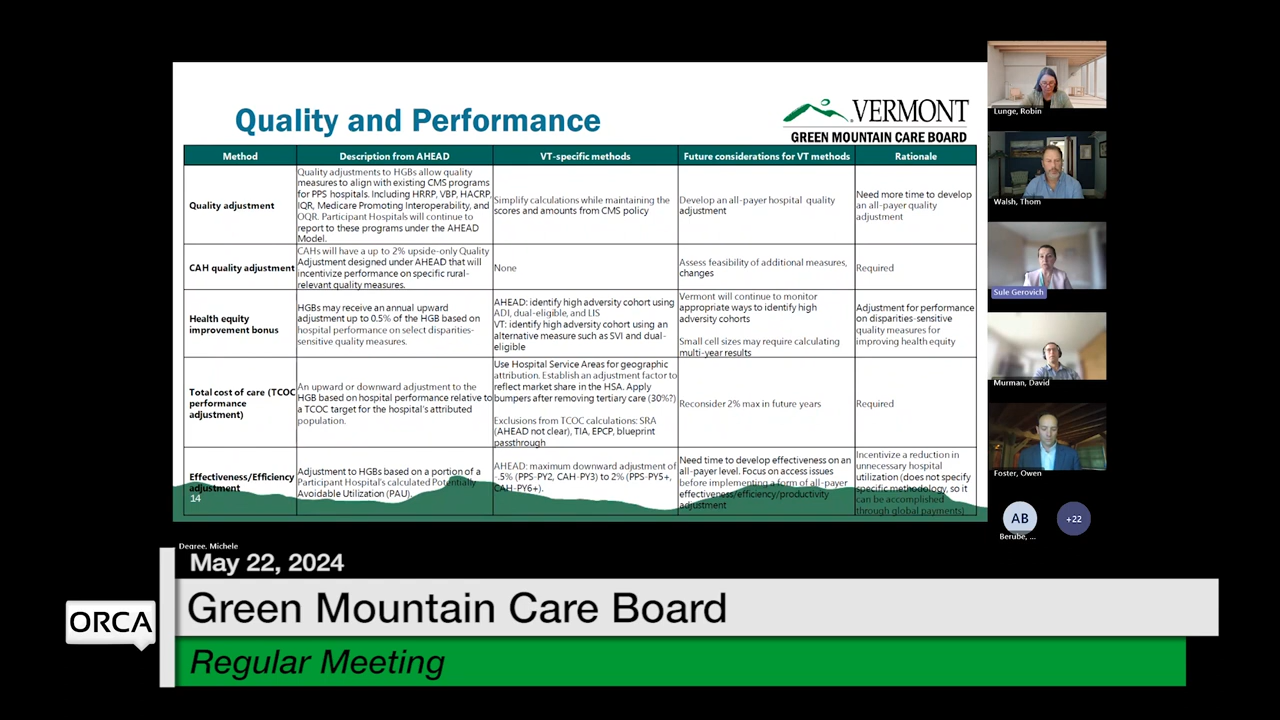 Quality and Performance
VERMONT
GREEN MOUNTAIN CARE BOARD
Method
Description from AHEAD
VT-specific methods
Future considerations for VT methods
Rationale
Quality adjustment
Quality adjustments to HGBs allow quality
measures to align with existing CMS programs
for PPS hospitals. Including HRRP, VBP, HACRP,
IQR, Medicare Promoting Interoperability, and
OQR. Participant Hospitals will continue to
report to these programs under the AHEAD
Model.
Simplify calculations while maintaining the
scores and amounts from CMS policy
Develop an all-payer hospital quality
adjustment
Need more time to develop
an all-payer quality
adjustment
CAH quality adjustment
CAHs will have a up to 2% upside-only Quality
Adjustment designed under AHEAD that will
incentivize performance on specific rural-
relevant quality measures.
None
Assess feasibility of additional measures,
changes
Required
Health equity
improvement bonus
HGBs may receive an annual upward
adjustment up to 0.5% of the HGB based on
hospital performance on select disparities-
sensitive quality measures.
AHEAD: identify high adversity cohort using
ADI, dual-eligible, and LIS
VT: identify high adversity cohort using an
alternative measure such as SVI and dual-
eligible
Vermont will continue to monitor
appropriate ways to identify high
adversity cohorts
Small cell sizes may require calculating
multi-year results
Adjustment for performance
on disparities-sensitive
quality measures for
improving health equity
Total cost of care (TCOC
performance
adjustment)
An upward or downward adjustment to the
HGB based on hospital performance relative to
a TCOC target for the hospital's attributed
population.
Use Hospital Service Areas for geographic
attribution. Establish an adjustment factor to
reflect market share in the HSA. Apply
bumpers after removing tertiary care (30%?)
Exclusions from TCOC calculations: SRA
(AHEAD not clear), TIA, EPCP, blueprint
passthrough
Reconsider 2% max in future years
Required
Effectiveness/Efficiency
adjustment
Adjustment to HGBs based on a portion of a
Participant Hospital's calculated Potentially
Avoidable Utilization (PAU).
AHEAD: maximum downward adjustment of
-.5% (PPS-PY2, CAH-PY3) to 2% (PPS-PY5+,
CAH-PY6+).
Need time to develop effectiveness on an
all-payer level. Focus on access issues
before implementing a form of all-payer
effectiveness/efficiency/productivity
adjustment
Incentivize a reduction in
unnecessary hospital
utilization (does not specify
specific methodology, so it
can be accomplished
through global payments)
14
Lunge, Robin
Walsh, Thom
Sule Gerovich
Murman, David
Foster, Owen
AB
+22
Berube, ...
Degree, Michele
May 22, 2024
ORCA
Green Mountain Care Board
Regular Meeting